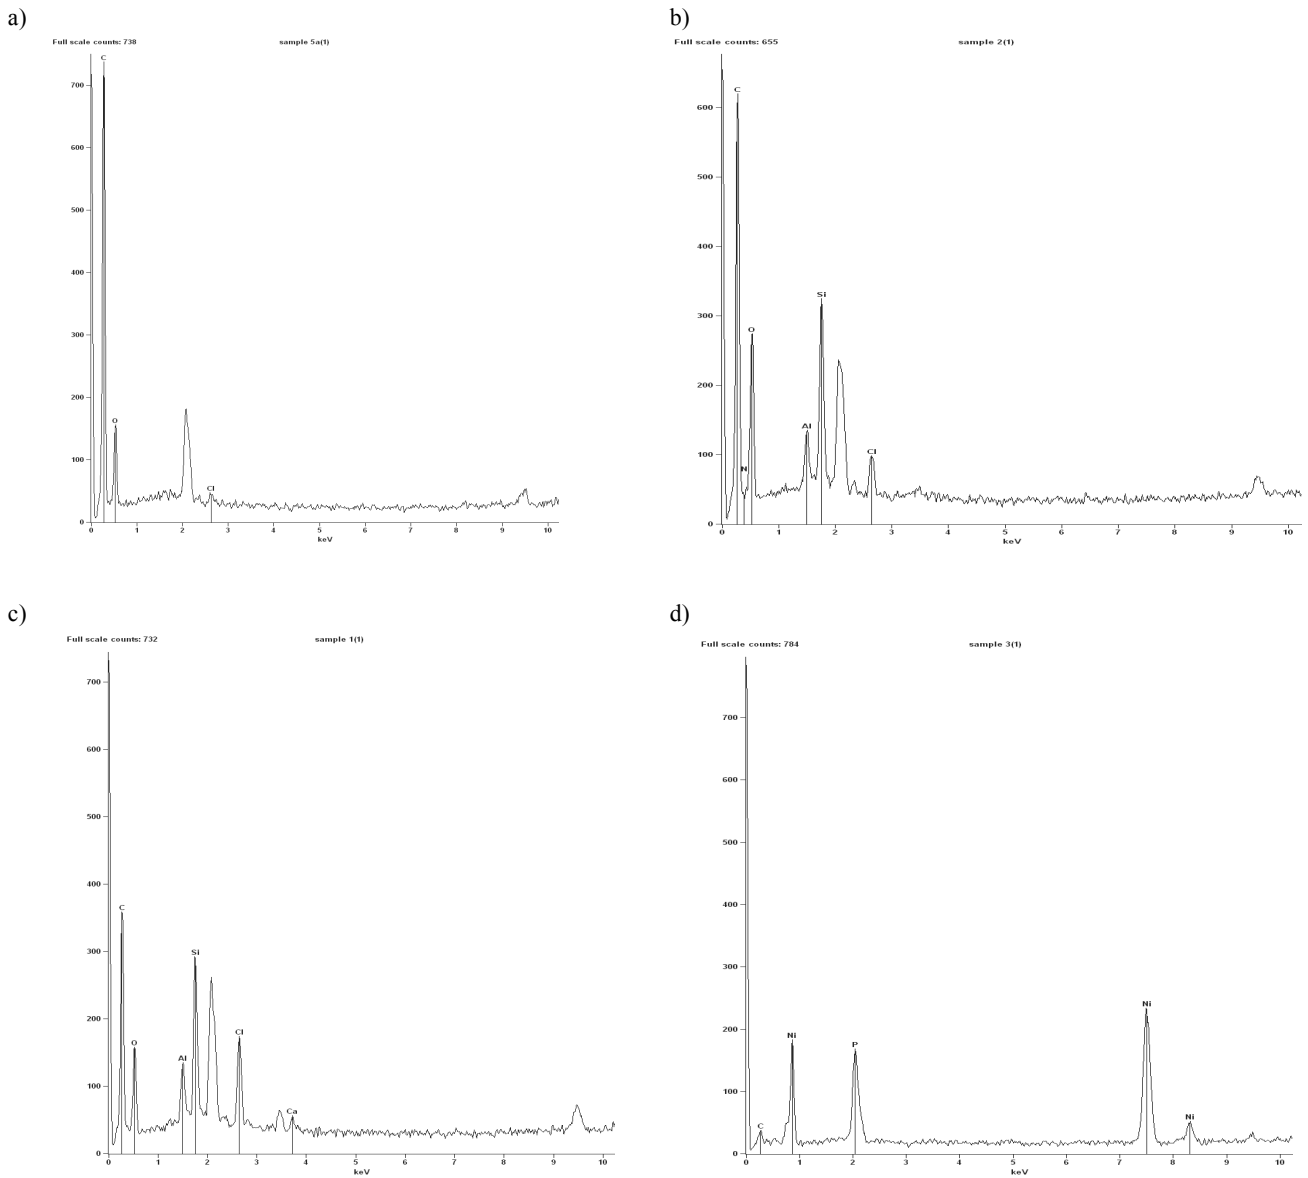 a)
Full scale counts: 738
sample 5a(1)
C
700
600
500
400
300
200
100
0
O
Cl
0 1 2 3 4 5 6 7 8 9 10
keV
b)
Full scale counts: 655
sample 2(1)
C
600
500
400
300
200
100
0
Si
O
Al
Cl
N
0 1 2 3 4 5 6 7 8 9 10
keV
c)
Full scale counts: 732
sample 1(1)
700
600
500
400
300
200
100
0
C
Si
O
Al
Cl
Ca
0 1 2 3 4 5 6 7 8 9 10
keV
d)
Full scale counts: 784
sample 3(1)
700
600
500
400
300
200
100
0
Ni
Ni
P
C
Ni
0 1 2 3 4 5 6 7 8 9 10
keV